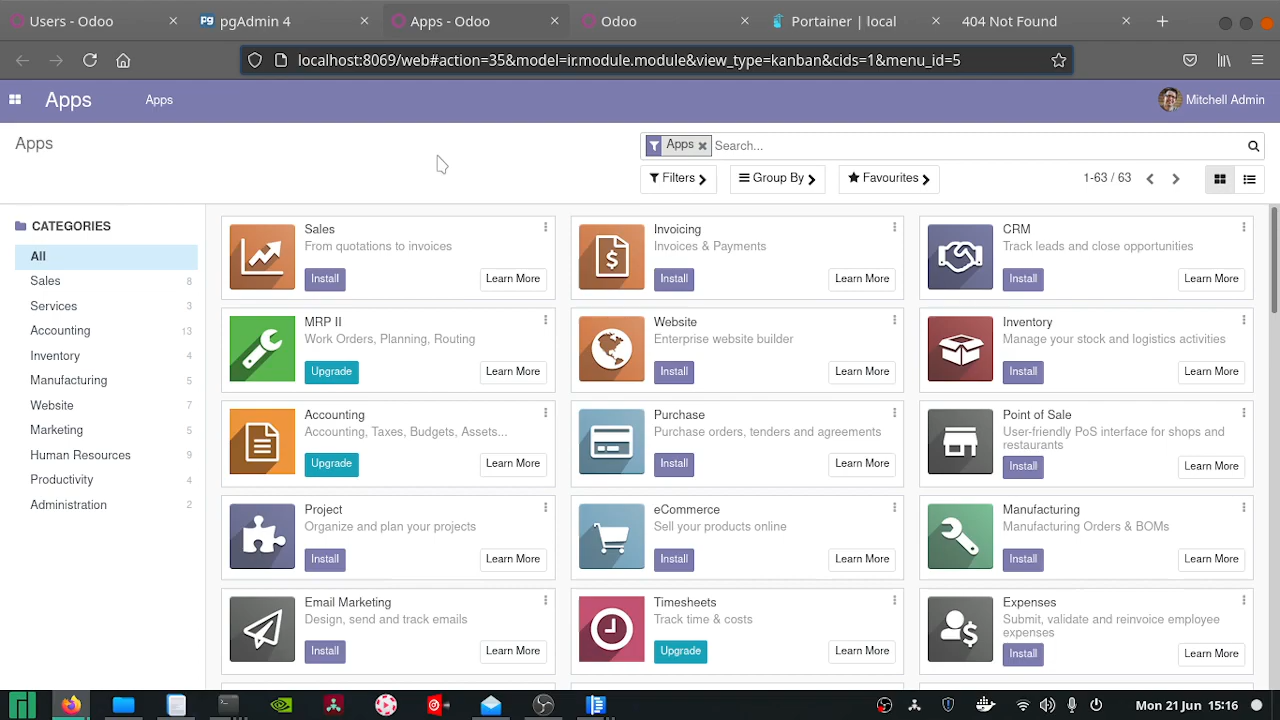 Users - Odoo
pgAdmin 4
Apps - Odoo
Odoo
Portainer | local
404 Not Found
localhost:8069/web#action=35&model=ir.module.module&view_type=kanban&cids=1&menu_id=5
Apps
Apps
Mitchell Admin
Apps
Apps
Search...
Filters
Group By
Favourites
1-63 / 63
CATEGORIES
All
Sales 8
Services 3
Accounting 13
Inventory 4
Manufacturing 5
Website 7
Marketing 5
Human Resources 9
Productivity 4
Administration 2
Sales
From quotations to invoices
Install
Learn More
Invoicing
Invoices & Payments
Install
Learn More
CRM
Track leads and close opportunities
Install
Learn More
MRP II
Work Orders, Planning, Routing
Upgrade
Learn More
Website
Enterprise website builder
Install
Learn More
Inventory
Manage your stock and logistics activities
Install
Learn More
Accounting
Accounting, Taxes, Budgets, Assets...
Upgrade
Learn More
Purchase
Purchase orders, tenders and agreements
Install
Learn More
Point of Sale
User-friendly PoS interface for shops and
restaurants
Install
Learn More
Project
Organize and plan your projects
Install
Learn More
eCommerce
Sell your products online
Install
Learn More
Manufacturing
Manufacturing Orders & BOMs
Install
Learn More
Email Marketing
Design, send and track emails
Install
Learn More
Timesheets
Track time & costs
Upgrade
Learn More
Expenses
Submit, validate and reinvoice employee
expenses
Install
Learn More
Mon 21 Jun 15:16